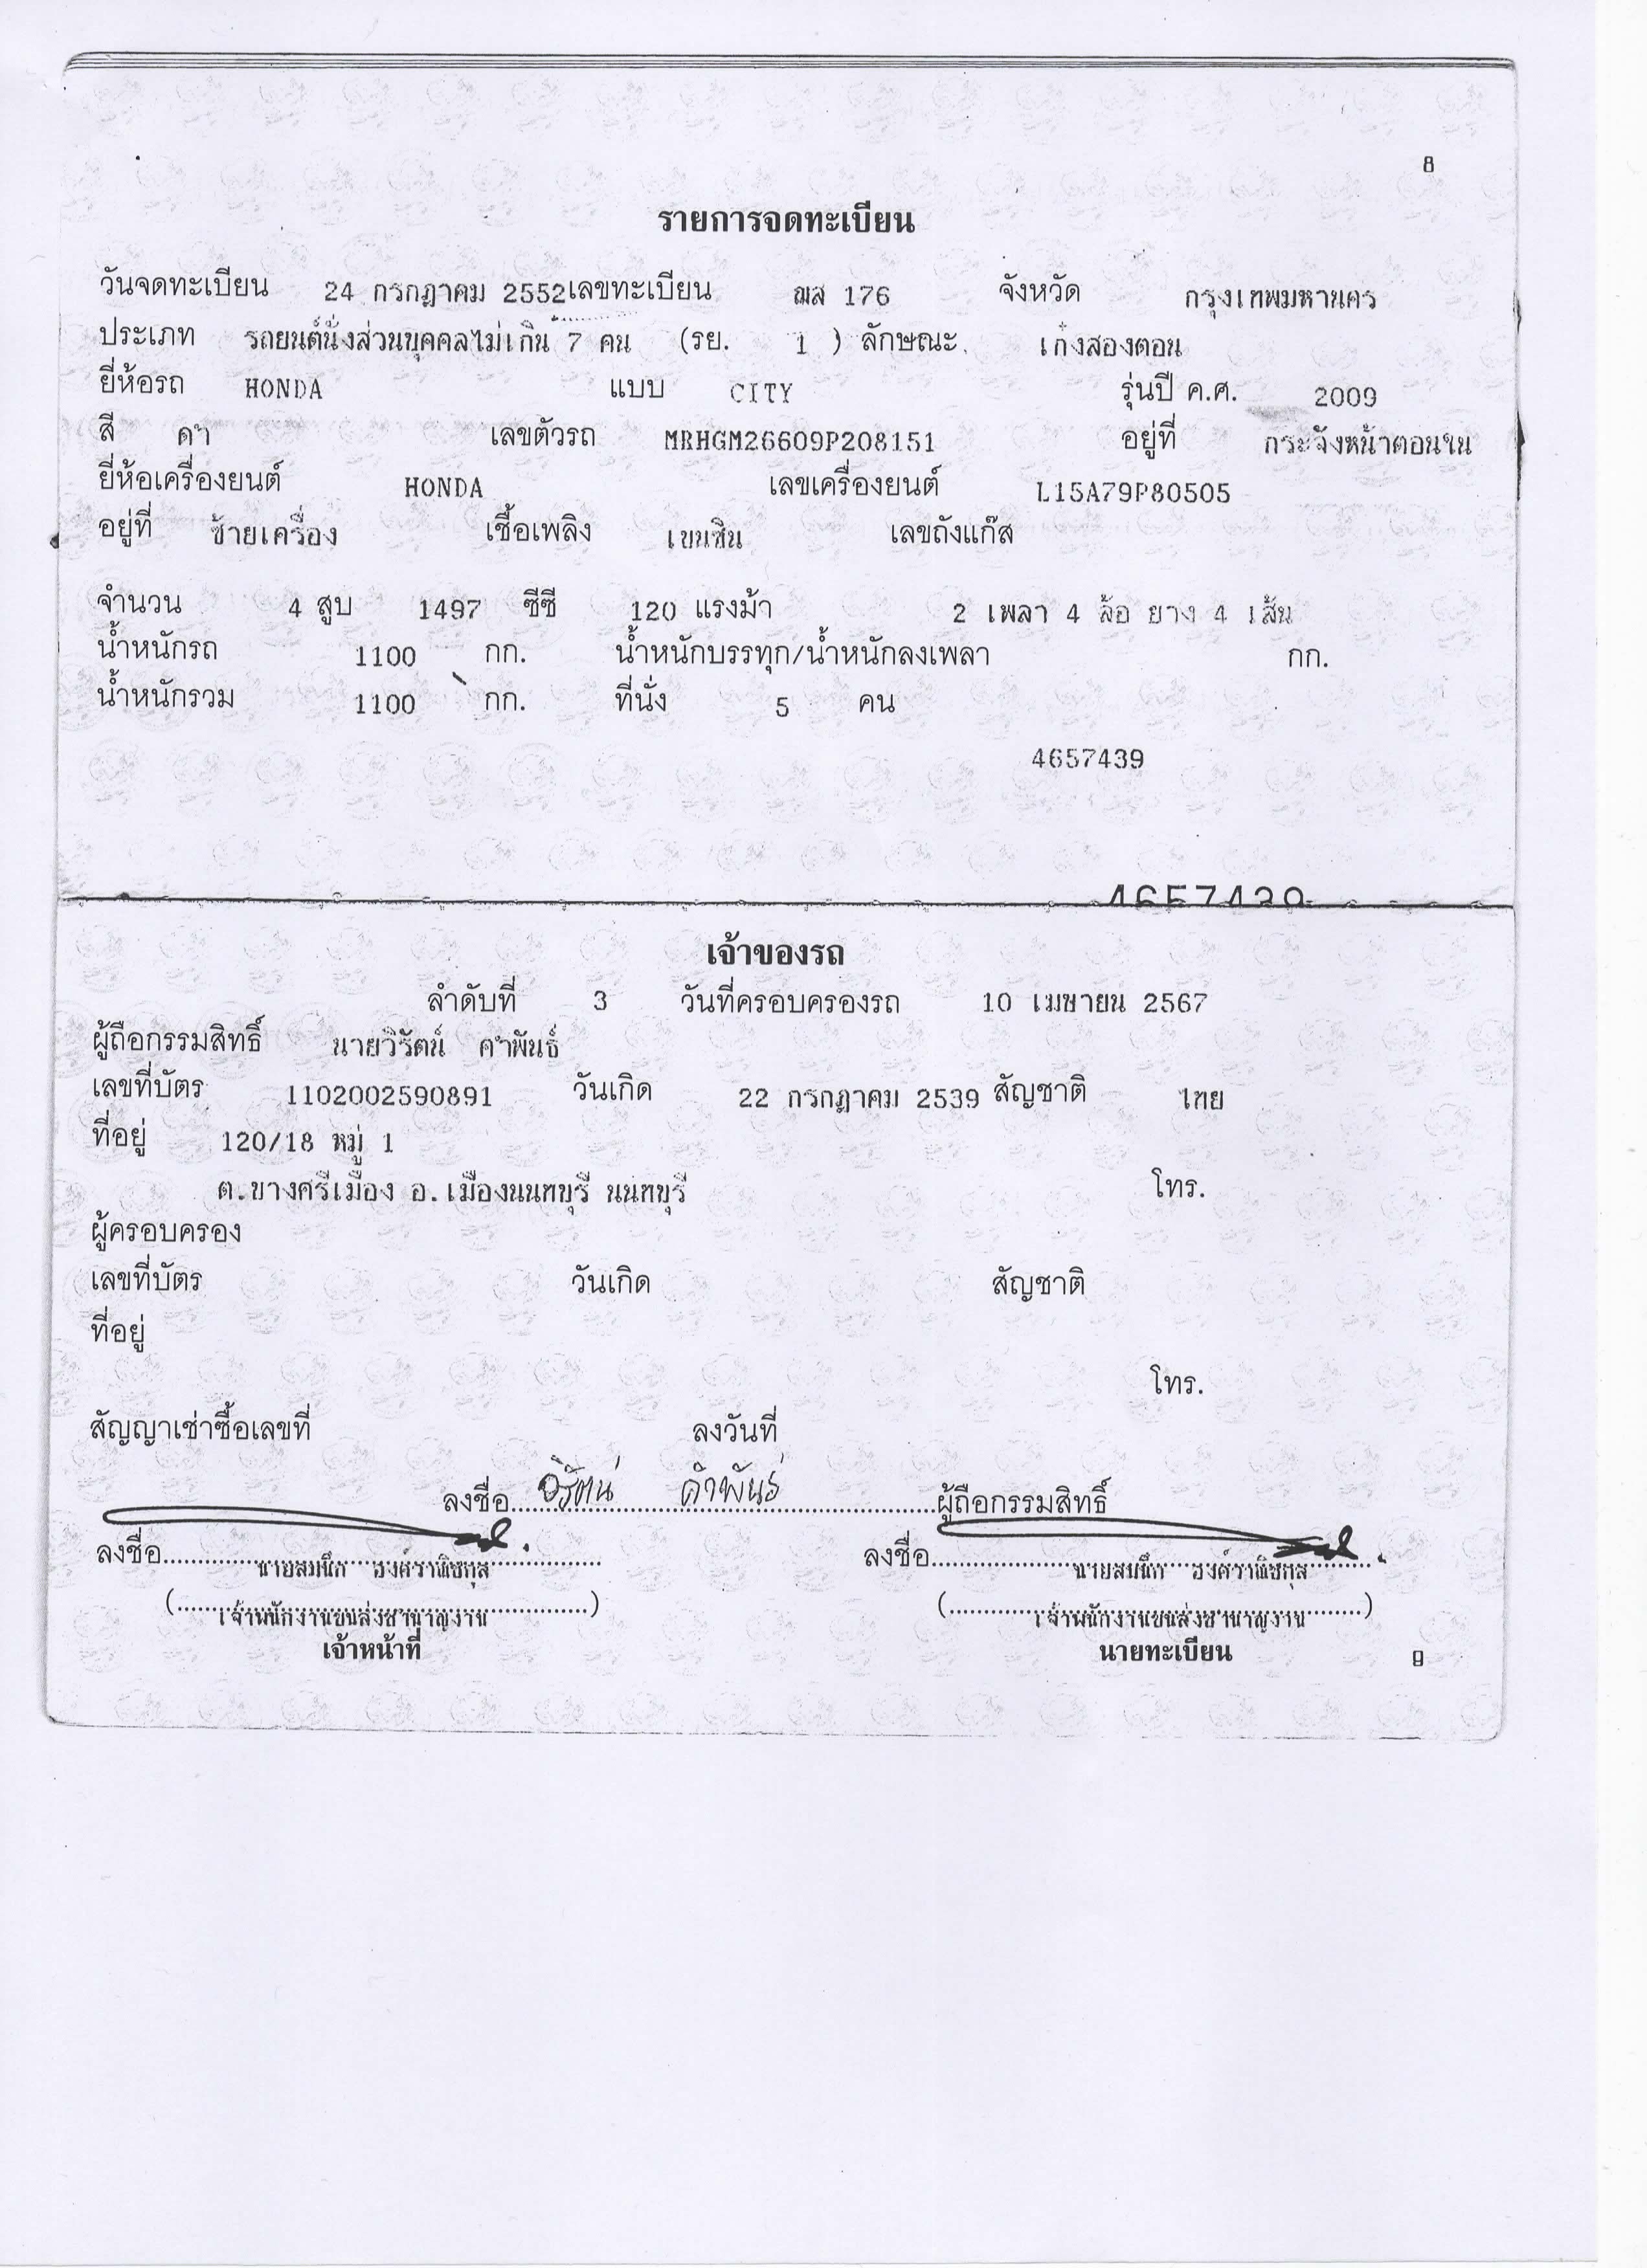 8
รายการจดทะเบียน
วันจดทะเบียน 24 กรกฎาคม 2552 เลขทะเบียน ฌส 176 จังหวัด กรุงเทพมหานคร
ประเภท รถยนต์นั่งส่วนบุคคลไม่เกิน 7 คน (รย. 1 ) ลักษณะ เก๋งสองตอน
ยี่ห้อรถ HONDA แบบ CITY รุ่นปี ค.ศ. 2009
สี ดำ เลขตัวรถ MRHGM26609P208151 อยู่ที่ กระจังหน้าตอนใน
ยี่ห้อเครื่องยนต์ HONDA เลขเครื่องยนต์ L15A79P80505
อยู่ที่ ซ้ายเครื่อง เชื้อเพลิง เบนซิน เลขถังแก๊ส
จำนวน 4 สูบ 1497 ซีซี 120 แรงม้า 2 เพลา 4 ล้อ ยาง 4 เส้น
น้ำหนักรถ 1100 กก. น้ำหนักบรรทุก/น้ำหนักลงเพลา กก.
น้ำหนักรวม 1100 กก. ที่นั่ง 5 คน
4657439
4657439
เจ้าของรถ
ลำดับที่ 3 วันที่ครอบครองรถ 10 เมษายน 2567
ผู้ถือกรรมสิทธิ์ นายวิรัตน์ คำพันธ์
เลขที่บัตร 1102002590891 วันเกิด 22 กรกฎาคม 2539 สัญชาติ ไทย
ที่อยู่ 120/18 หมู่ 1
ต.บางศรีเมือง อ.เมืองนนทบุรี นนทบุรี โทร.
ผู้ครอบครอง
เลขที่บัตร วันเกิด สัญชาติ
ที่อยู่
โทร.
สัญญาเช่าซื้อเลขที่ ลงวันที่
ลงชื่อ วิรัตน์ คำพันธ์ ผู้ถือกรรมสิทธิ์
ลงชื่อ ลงชื่อ
นายสมนึก องค์วาณิชกุล นายสมนึก องค์วาณิชกุล
(เจ้าพนักงานขนส่งชำนาญงาน) (เจ้าพนักงานขนส่งชำนาญงาน)
เจ้าหน้าที่ นายทะเบียน 9